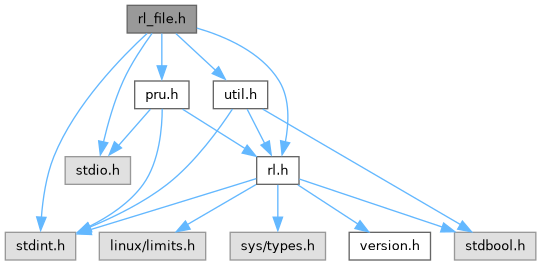 rl_file.h
pru.h
util.h
stdio.h
rl.h
stdint.h
linux/limits.h
sys/types.h
version.h
stdbool.h